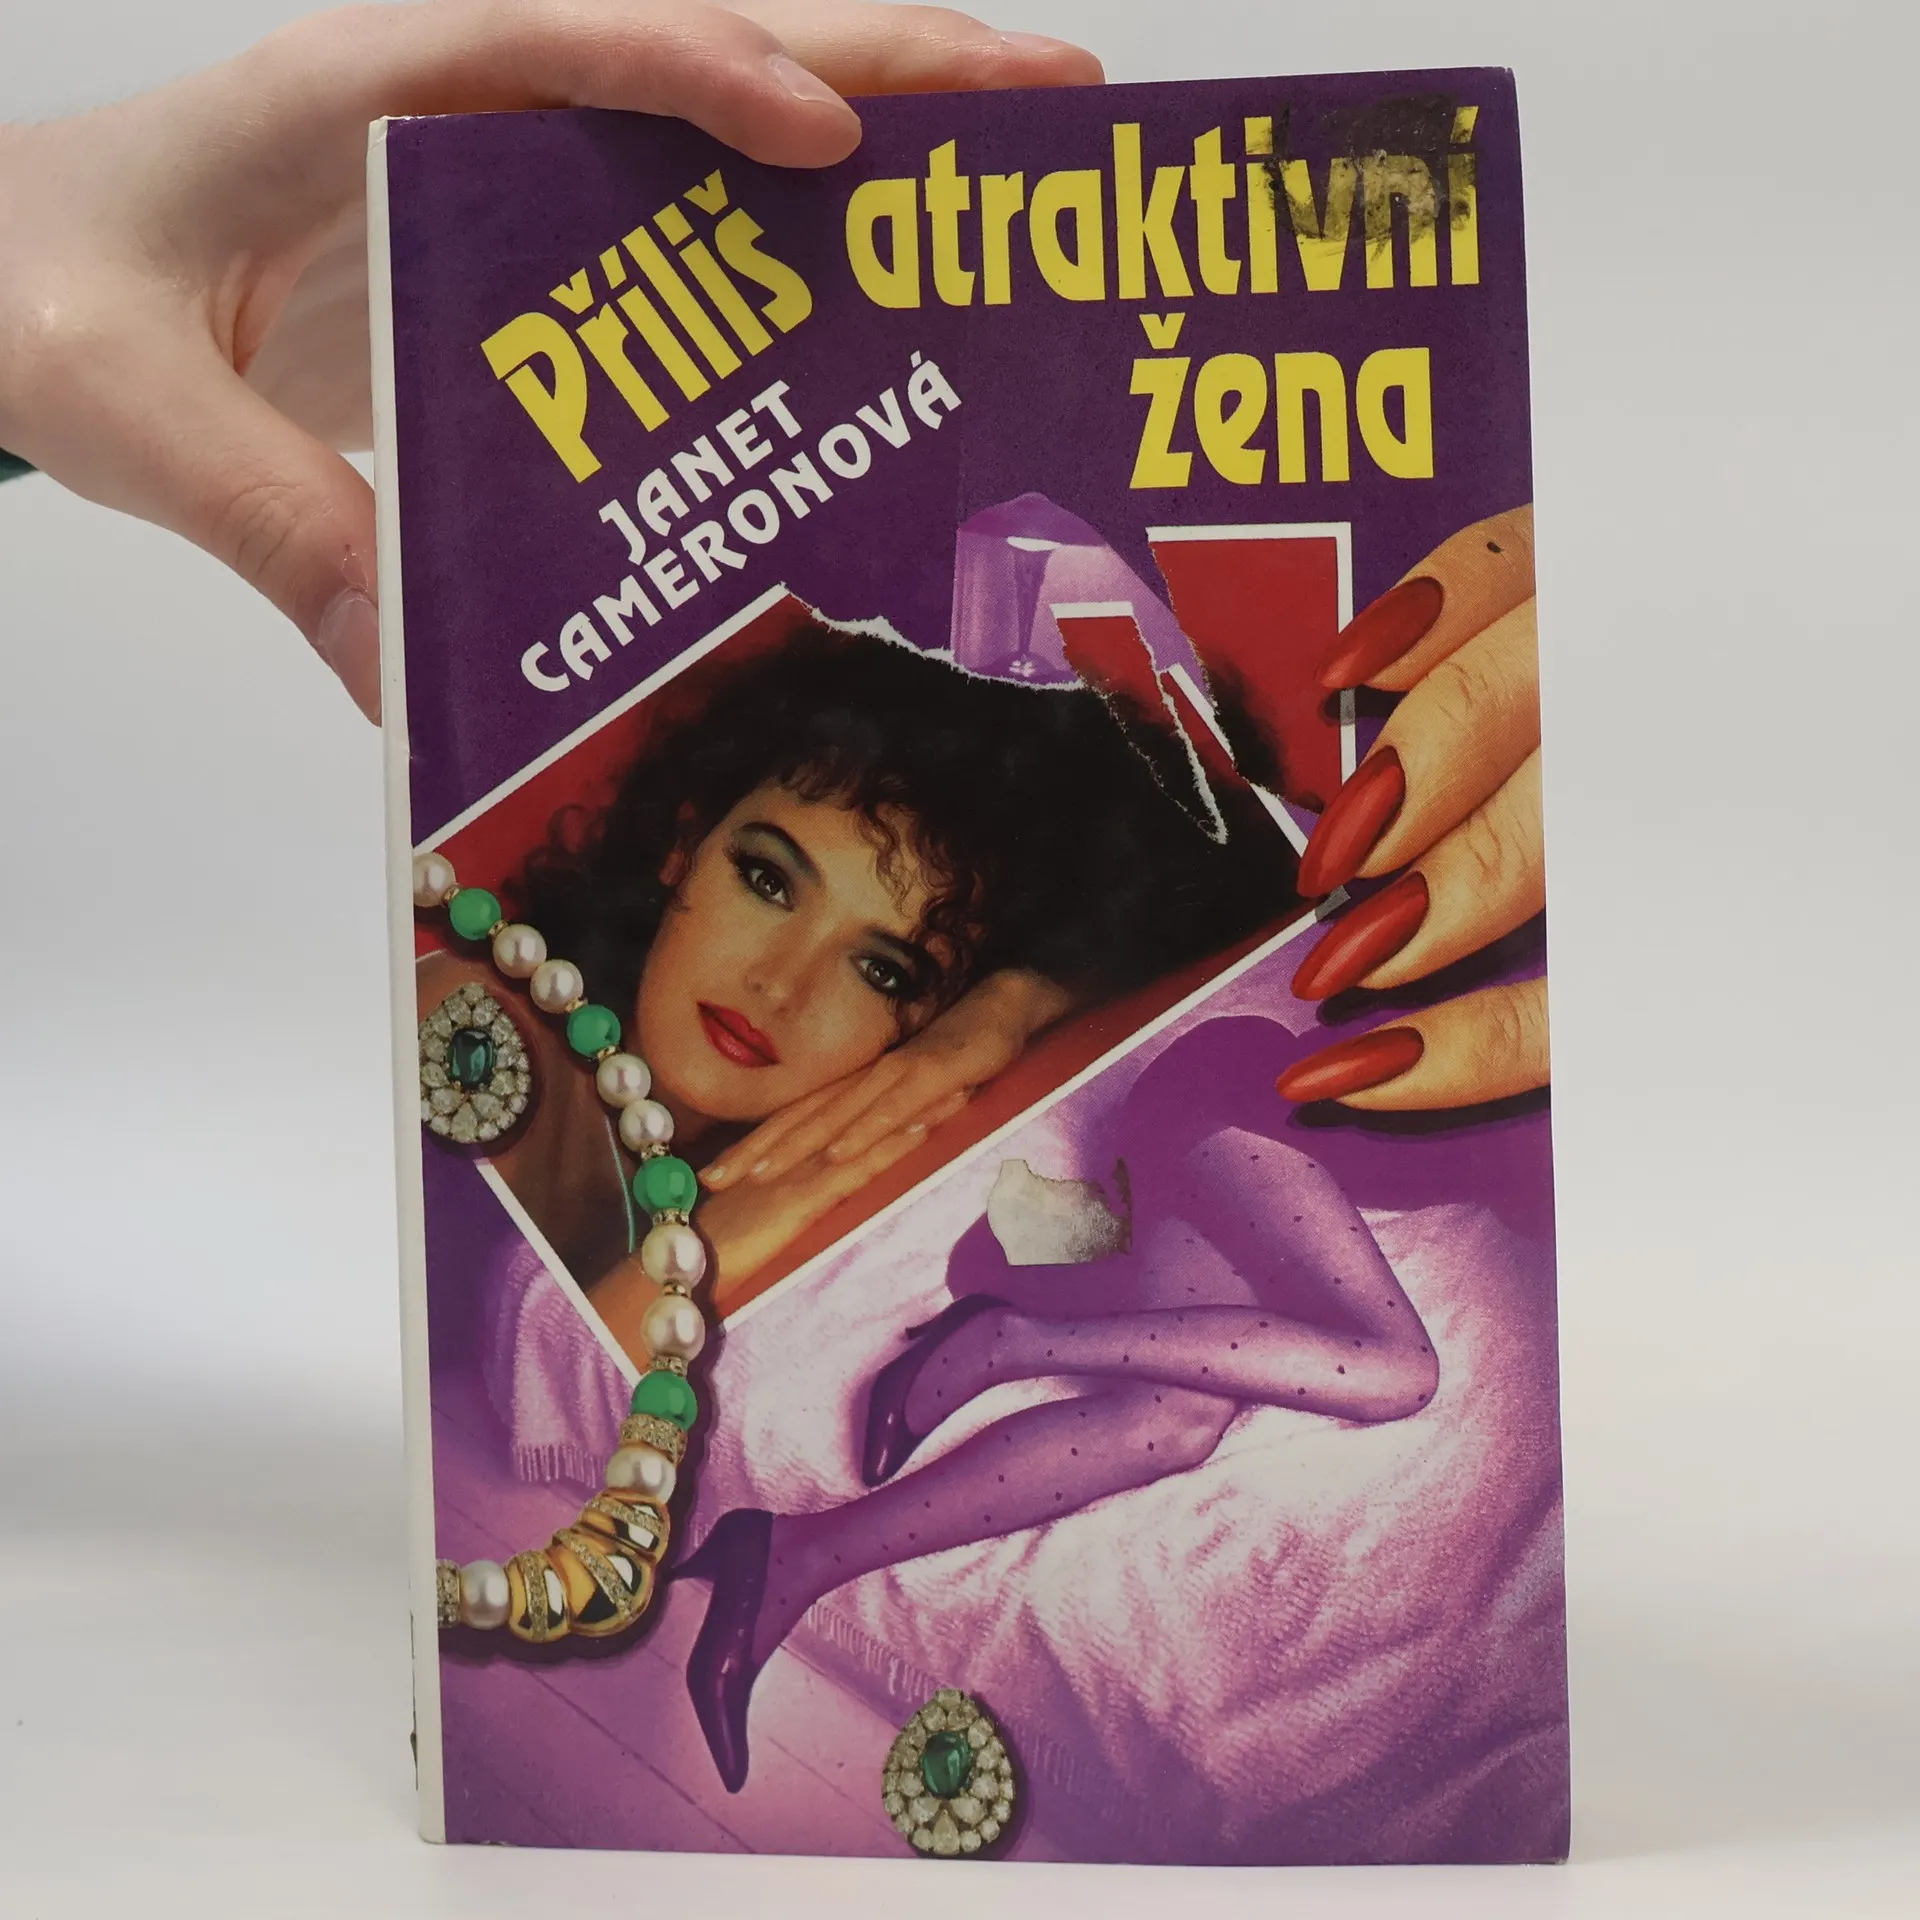 Příliš atraktivní
žena
JANET
CAMERONOVÁ